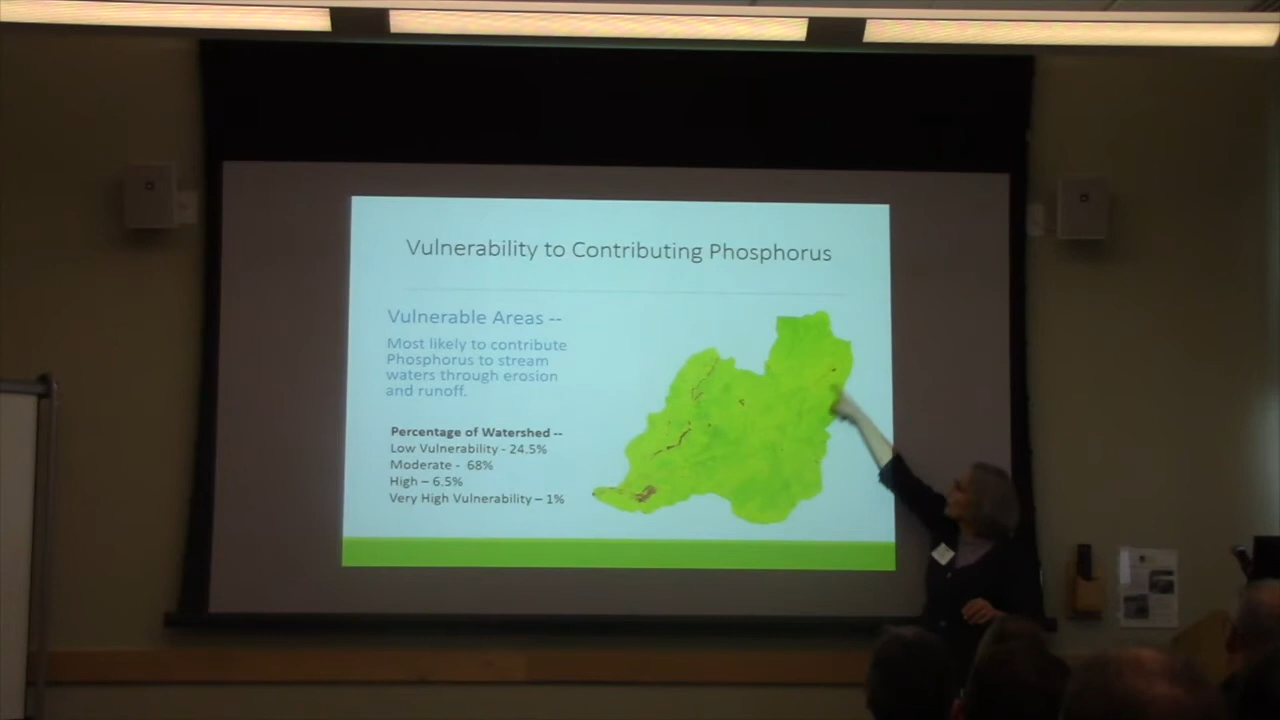 Vulnerability to Contributing Phosphorus
Vulnerable Areas --
Most likely to contribute
Phosphorus to stream
waters through erosion
and runoff.
Percentage of Watershed --
Low Vulnerability - 24.5%
Moderate - 68%
High – 6.5%
Very High Vulnerability – 1%